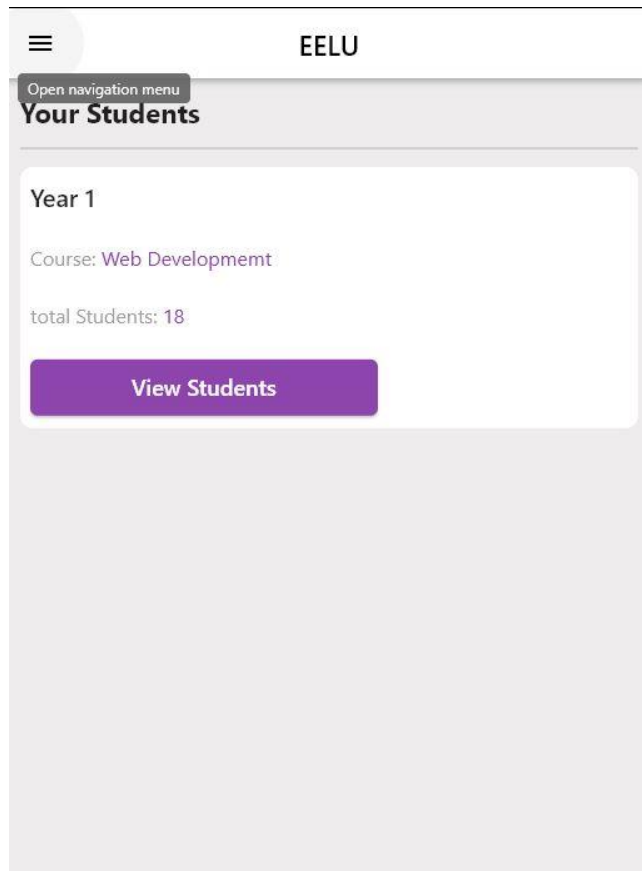 EELU
Open navigation menu
Your Students
Year 1
Course: Web Developmemt
total Students: 18
View Students